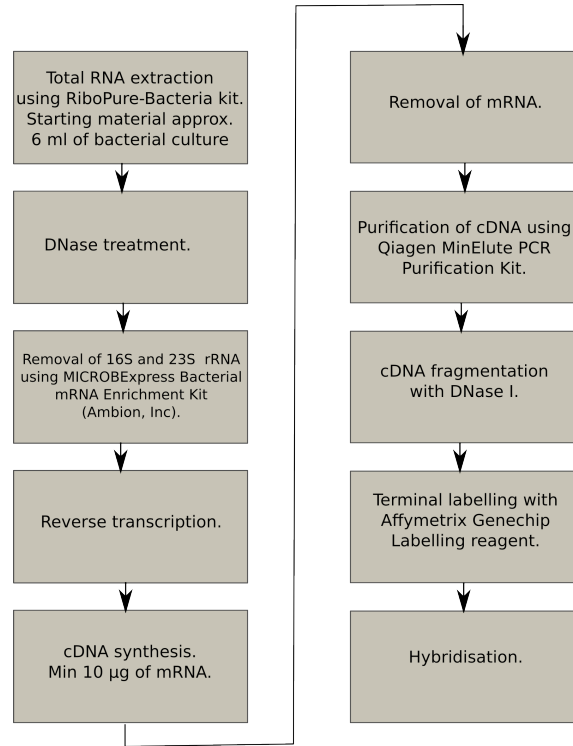 Total RNA extraction
using RiboPure-Bacteria kit.
Starting material approx.
6 ml of bacterial culture
DNase treatment.
Removal of 16S and 23S rRNA
using MICROBExpress Bacterial
mRNA Enrichment Kit
(Ambion, Inc).
Reverse transcription.
cDNA synthesis.
Min 10 μg of mRNA.
Removal of mRNA.
Purification of cDNA using
Qiagen MinElute PCR
Purification Kit.
cDNA fragmentation
with DNase I.
Terminal labelling with
Affymetrix Genechip
Labelling reagent.
Hybridisation.